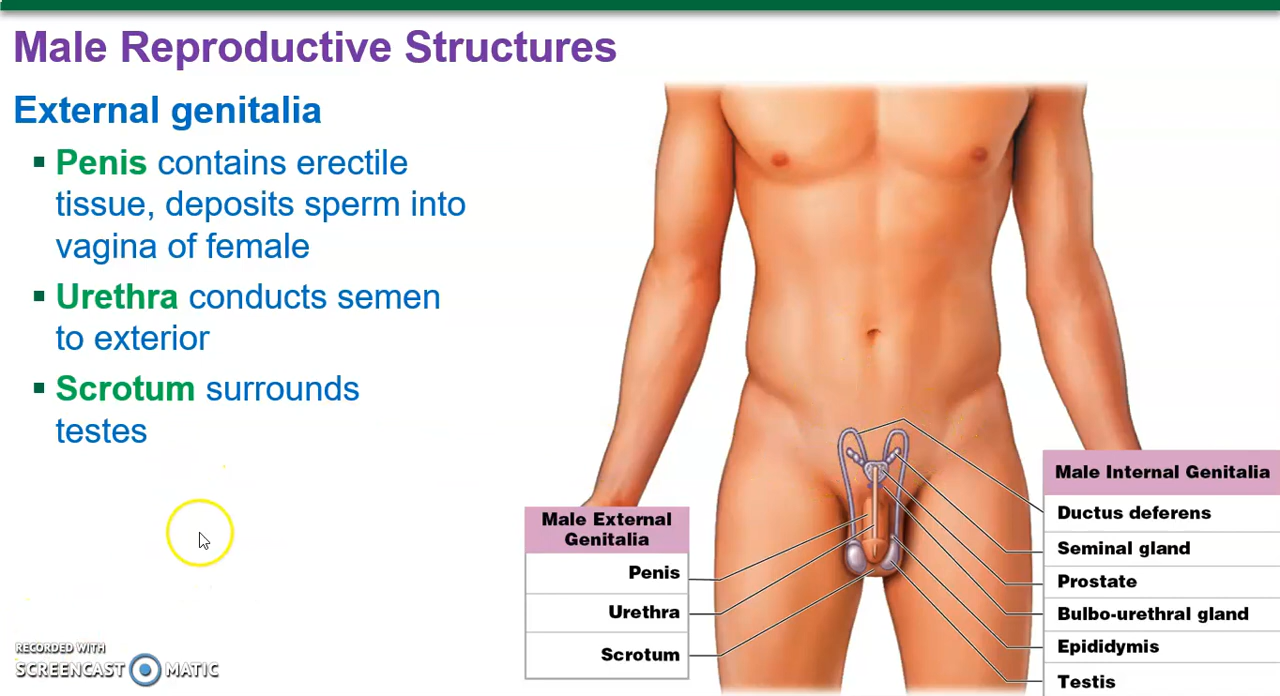 Male Reproductive Structures
External genitalia
▪ Penis contains erectile
tissue, deposits sperm into
vagina of female
▪ Urethra conducts semen
to exterior
▪ Scrotum surrounds
testes
Male External
Genitalia
Penis
Urethra
Scrotum
Male Internal Genitalia
Ductus deferens
Seminal gland
Prostate
Bulbo-urethral gland
Epididymis
Testis
RECORDED WITH
SCREENCAST MATIC